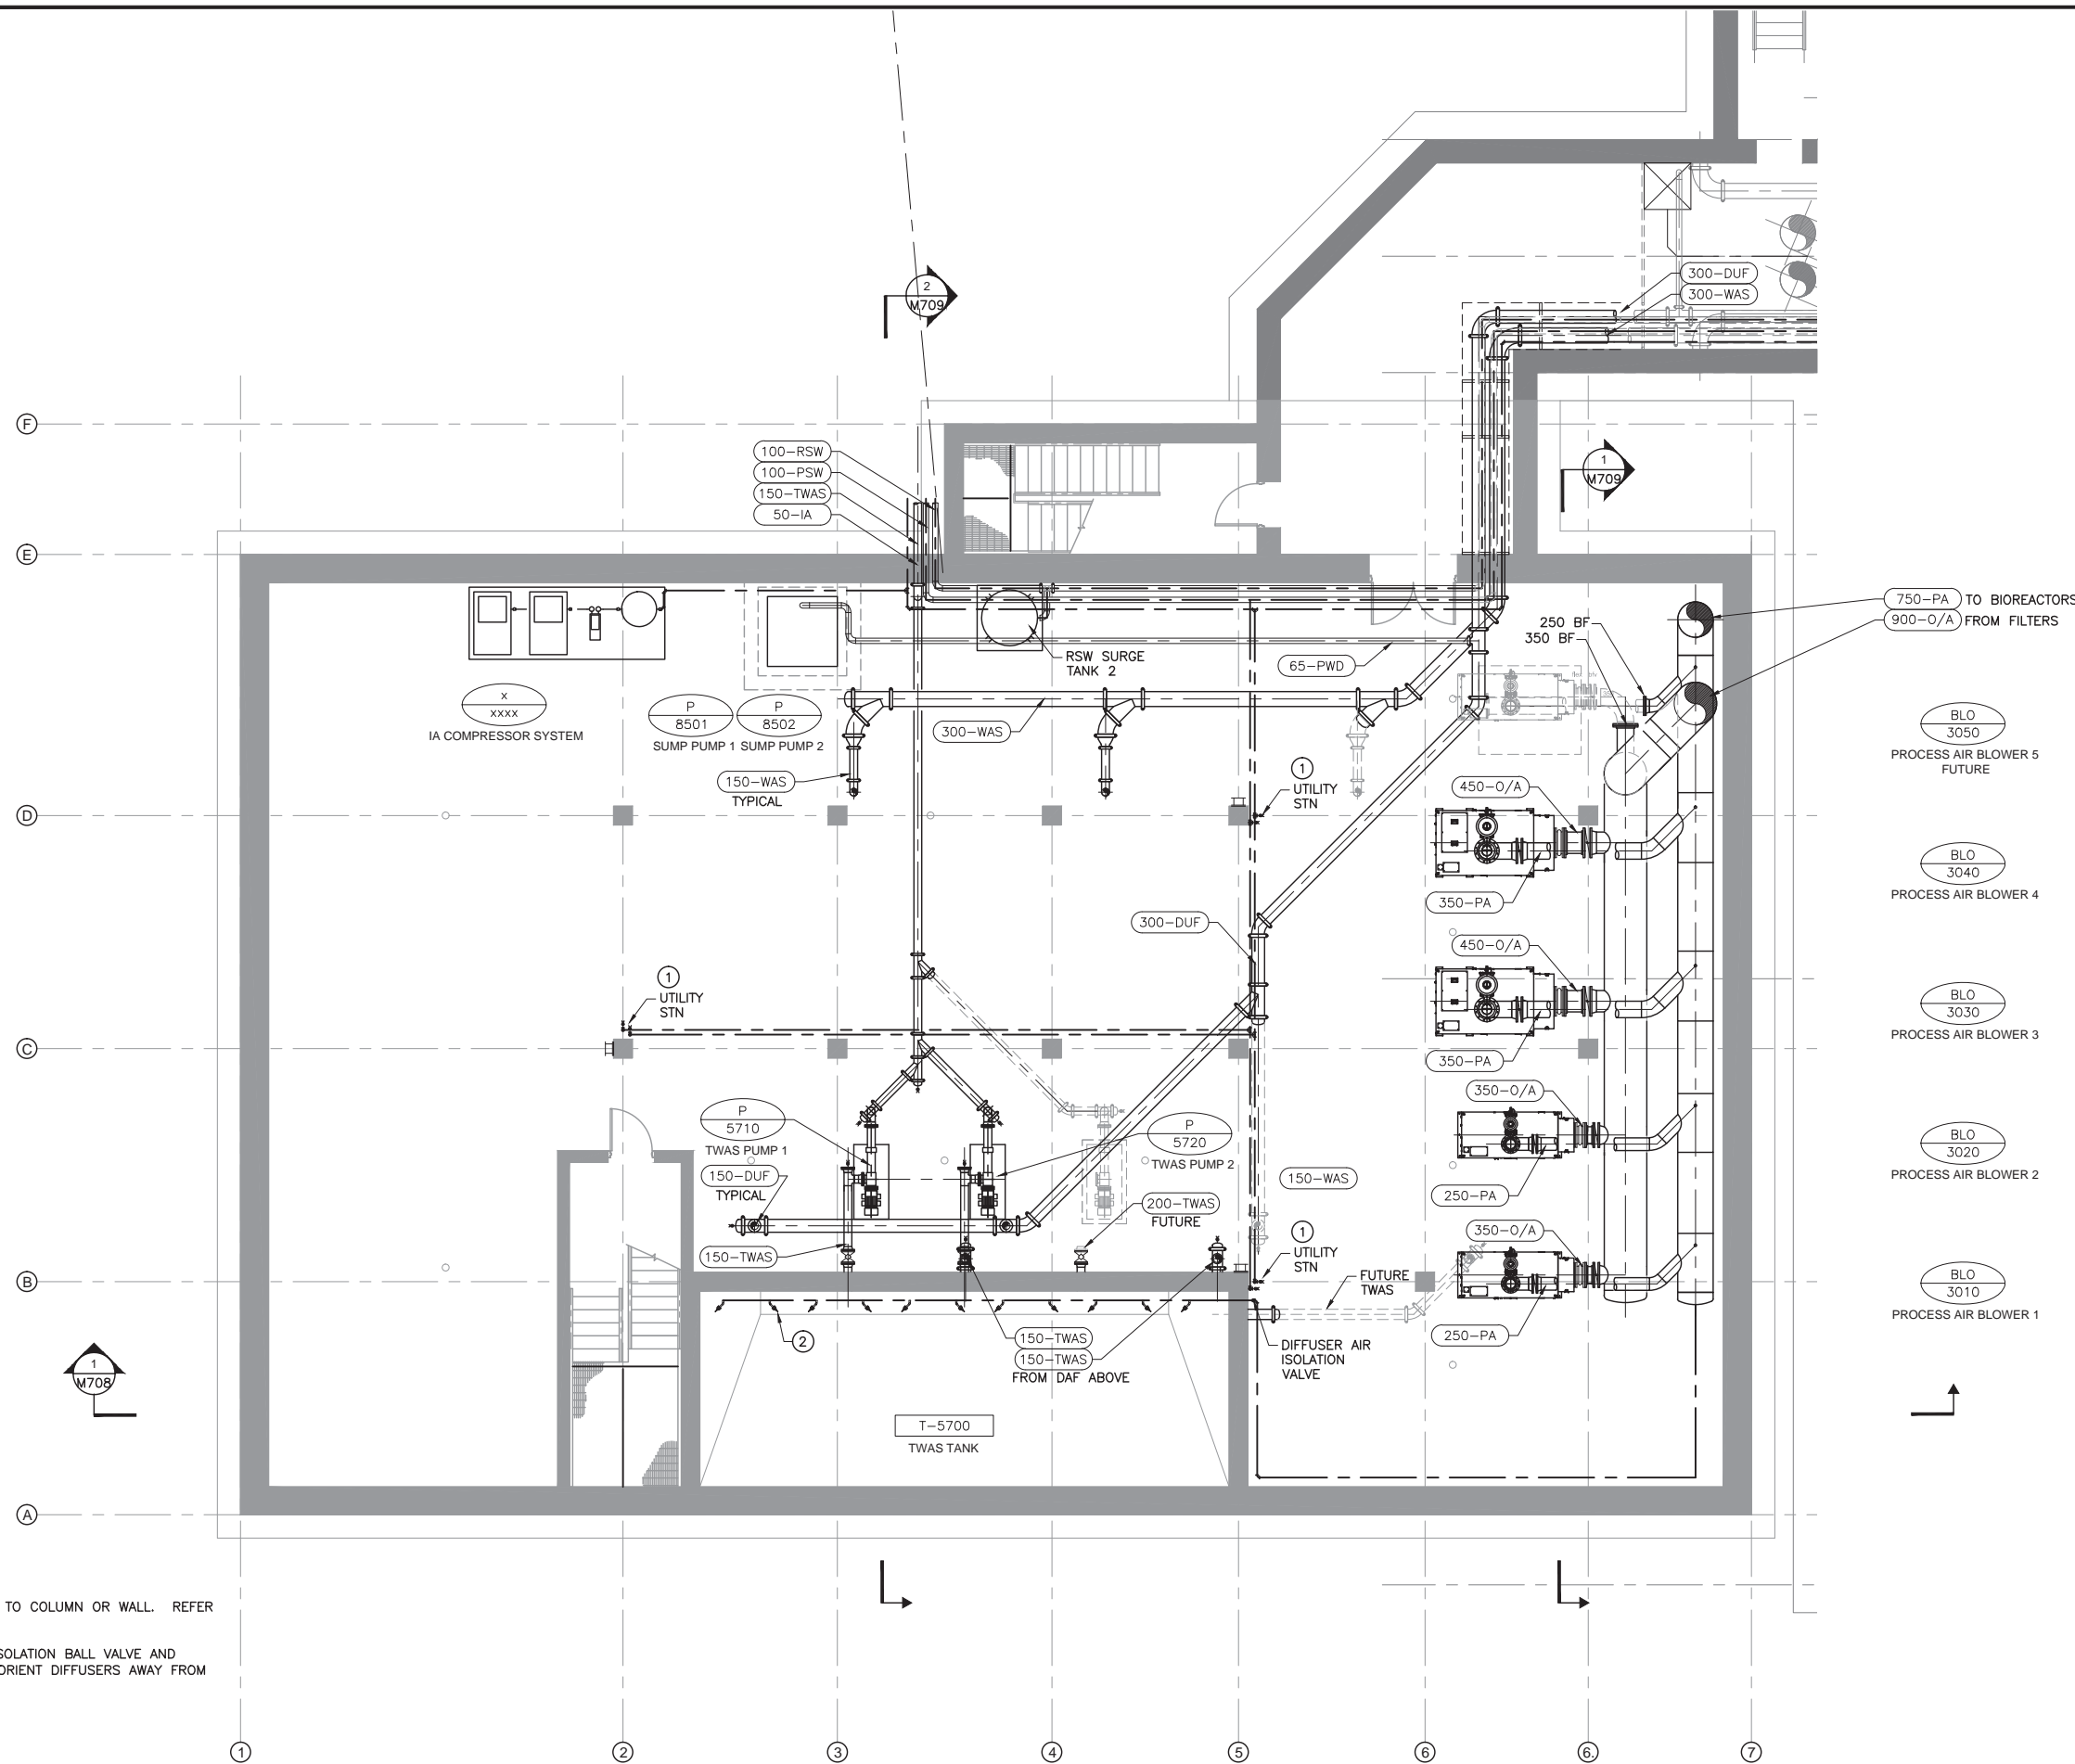 2
M709
300-DUF
300-WAS
F
100-RSW
100-PSW
150-TWAS
50-IA
1
M709
E
750-PA TO BIOREACTORS
900-O/A FROM FILTERS
250 BF
350 BF
RSW SURGE
TANK 2
65-PWD
X
XXXX
IA COMPRESSOR SYSTEM
P
8501
SUMP PUMP 1
P
8502
SUMP PUMP 2
300-WAS
BLO
3050
PROCESS AIR BLOWER 5
FUTURE
150-WAS
TYPICAL
1
UTILITY
STN
450-O/A
D
BLO
3040
PROCESS AIR BLOWER 4
350-PA
300-DUF
450-O/A
1
UTILITY
STN
BLO
3030
PROCESS AIR BLOWER 3
C
350-PA
350-O/A
P
5710
TWAS PUMP 1
P
5720
TWAS PUMP 2
BLO
3020
PROCESS AIR BLOWER 2
150-DUF
TYPICAL
150-WAS
250-PA
200-TWAS
FUTURE
1
UTILITY
STN
350-O/A
150-TWAS
B
FUTURE
TWAS
BLO
3010
PROCESS AIR BLOWER 1
2
150-TWAS
150-TWAS
FROM DAF ABOVE
DIFFUSER AIR
ISOLATION
VALVE
250-PA
1
M708
T-5700
TWAS TANK
A
TO COLUMN OR WALL. REFER
SOLATION BALL VALVE AND
ORIENT DIFFUSERS AWAY FROM
1
2
3
4
5
6
6.
7